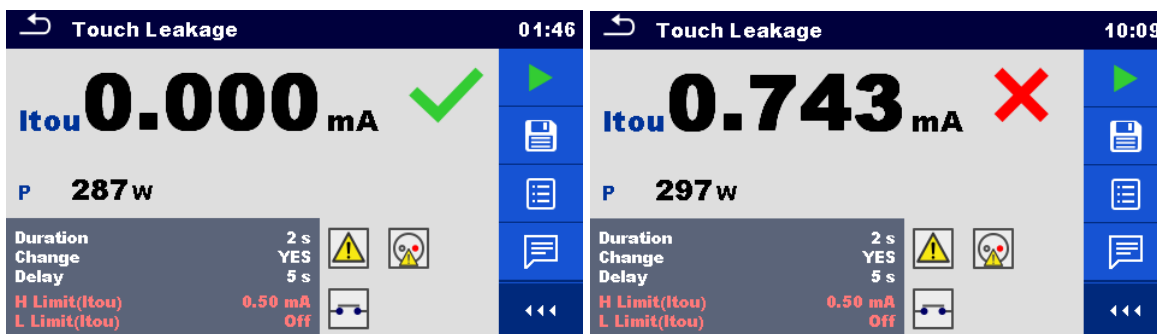 Touch Leakage 01:46
Itou 0.000 mA
P 287 W
Duration 2 s
Change YES
Delay 5 s
H Limit(Itou) 0.50 mA
L Limit(Itou) Off
Touch Leakage 10:09
Itou 0.743 mA
P 297 W
Duration 2 s
Change YES
Delay 5 s
H Limit(Itou) 0.50 mA
L Limit(Itou) Off